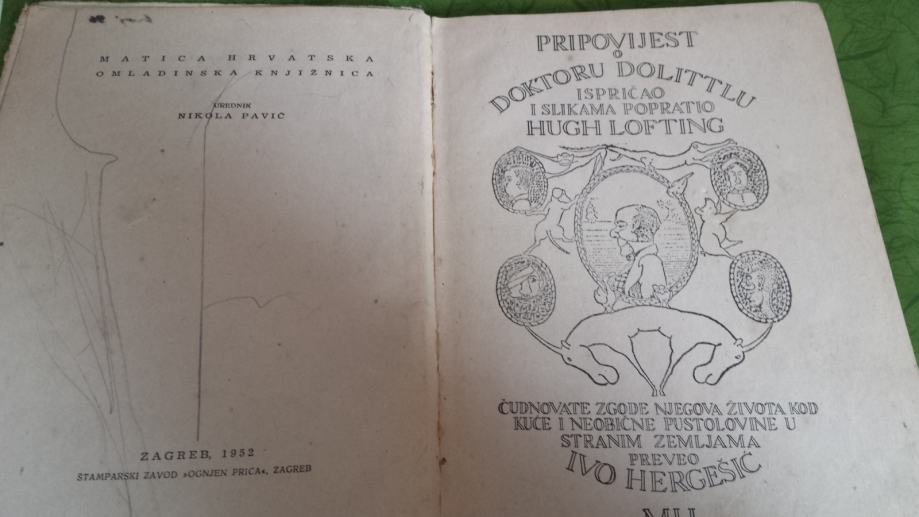 MATICA HRVATSKA
OMLADINSKA KNJIŽNICA
UREDNIK
NIKOLA PAVIĆ
ZAGREB, 1952
ŠTAMPARSKI ZAVOD »OGNJEN PRICA«, ZAGREB
PRIPOVIJEST
O
DOKTORU DOLITTLU
ISPRIČAO
I SLIKAMA POPRATIO
HUGH LOFTING
ČUDNOVATE ZGODE NJEGOVA ŽIVOTA KOD
KUĆE I NEOBIČNE PUSTOLOVINE U
STRANIM ZEMLJAMA
PREVEO
IVO HERGEŠIĆ